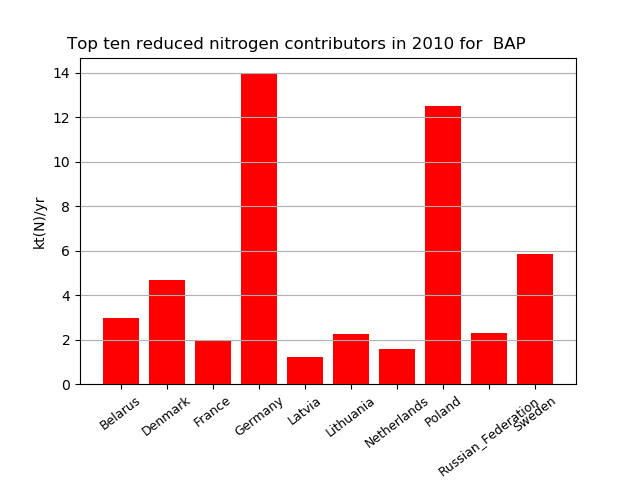 Top ten reduced nitrogen contributors in 2010 for  BAP
kt(N)/yr
14
12
10
8
6
4
2
0
Belarus
Denmark
France
Germany
Latvia
Lithuania
Netherlands
Poland
Russian_Federation
Sweden